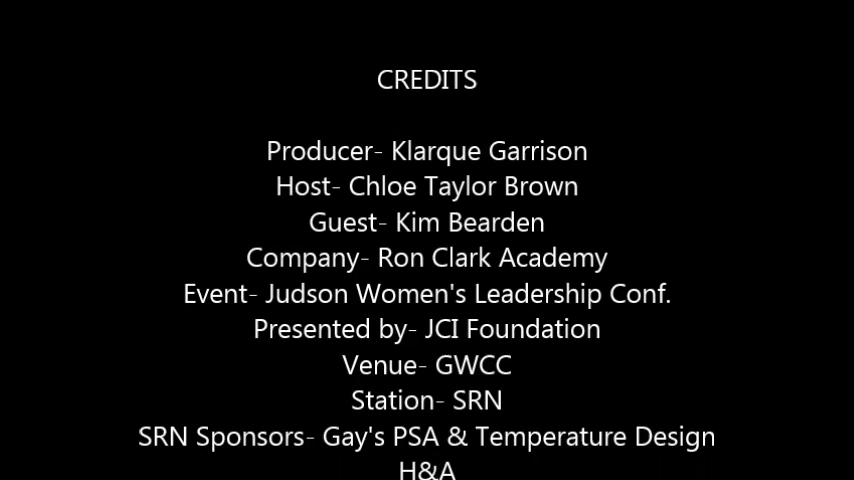 CREDITS
Producer- Klarque Garrison
Host- Chloe Taylor Brown
Guest- Kim Bearden
Company- Ron Clark Academy
Event- Judson Women's Leadership Conf.
Presented by- JCI Foundation
Venue- GWCC
Station- SRN
SRN Sponsors- Gay's PSA & Temperature Design
H&A